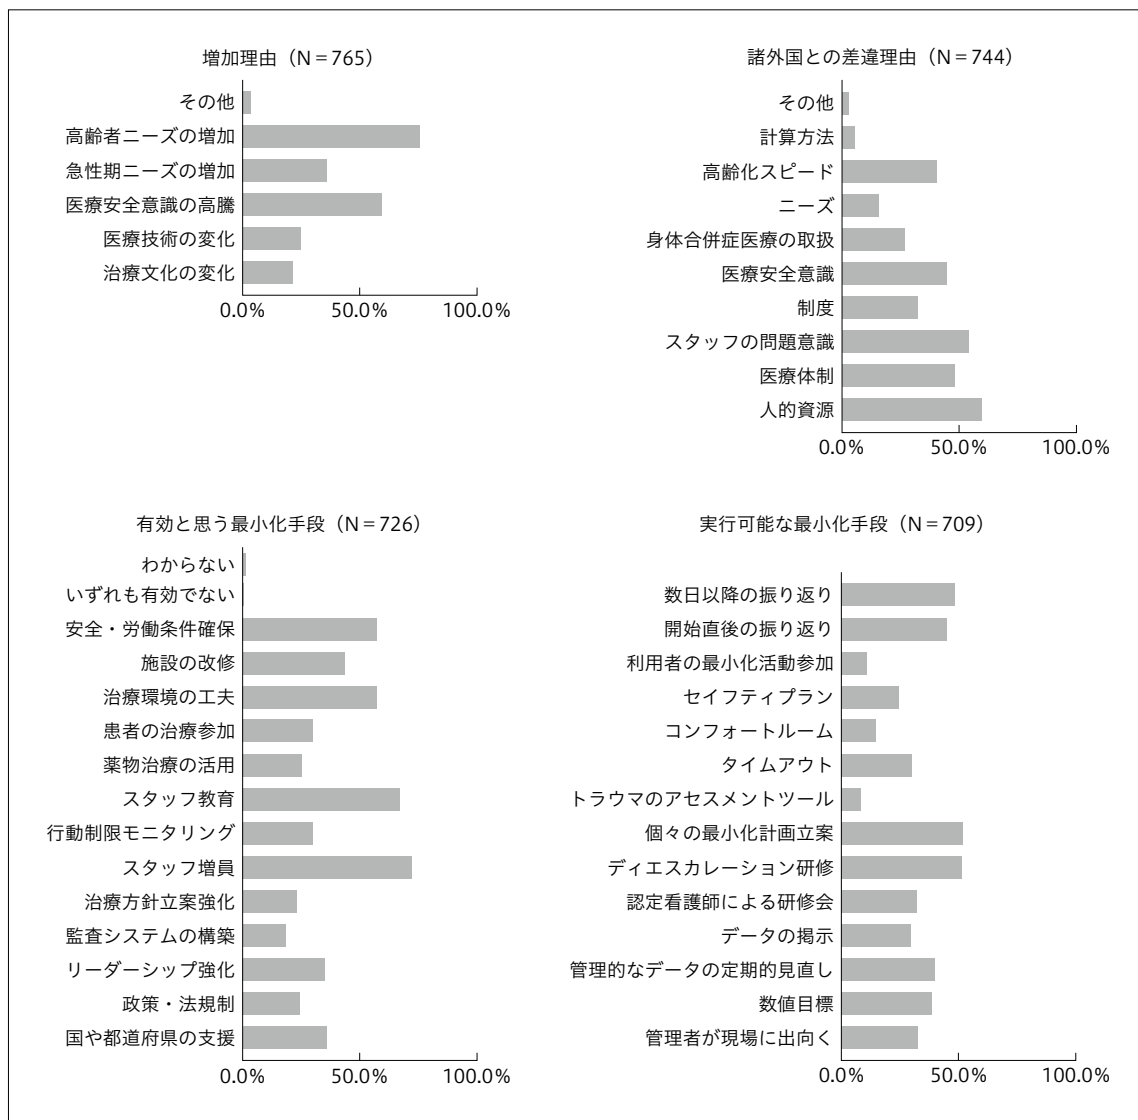 増加理由（N＝765）
その他
高齢者ニーズの増加
急性期ニーズの増加
医療安全意識の高騰
医療技術の変化
治療文化の変化
0.0%
50.0%
100.0%
諸外国との差違理由（N＝744）
その他
計算方法
高齢化スピード
ニーズ
身体合併症医療の取扱
医療安全意識
制度
スタッフの問題意識
医療体制
人的資源
0.0%
50.0%
100.0%
有効と思う最小化手段（N＝726）
わからない
いずれも有効でない
安全・労働条件確保
施設の改修
治療環境の工夫
患者の治療参加
薬物治療の活用
スタッフ教育
行動制限モニタリング
スタッフ増員
治療方針立案強化
監査システムの構築
リーダーシップ強化
政策・法規制
国や都道府県の支援
0.0%
50.0%
100.0%
実行可能な最小化手段（N＝709）
数日以降の振り返り
開始直後の振り返り
利用者の最小化活動参加
セイフティプラン
コンフォートルーム
タイムアウト
トラウマのアセスメントツール
個々の最小化計画立案
ディエスカレーション研修
認定看護師による研修会
データの掲示
管理的なデータの定期的見直し
数値目標
管理者が現場に出向く
0.0%
50.0%
100.0%